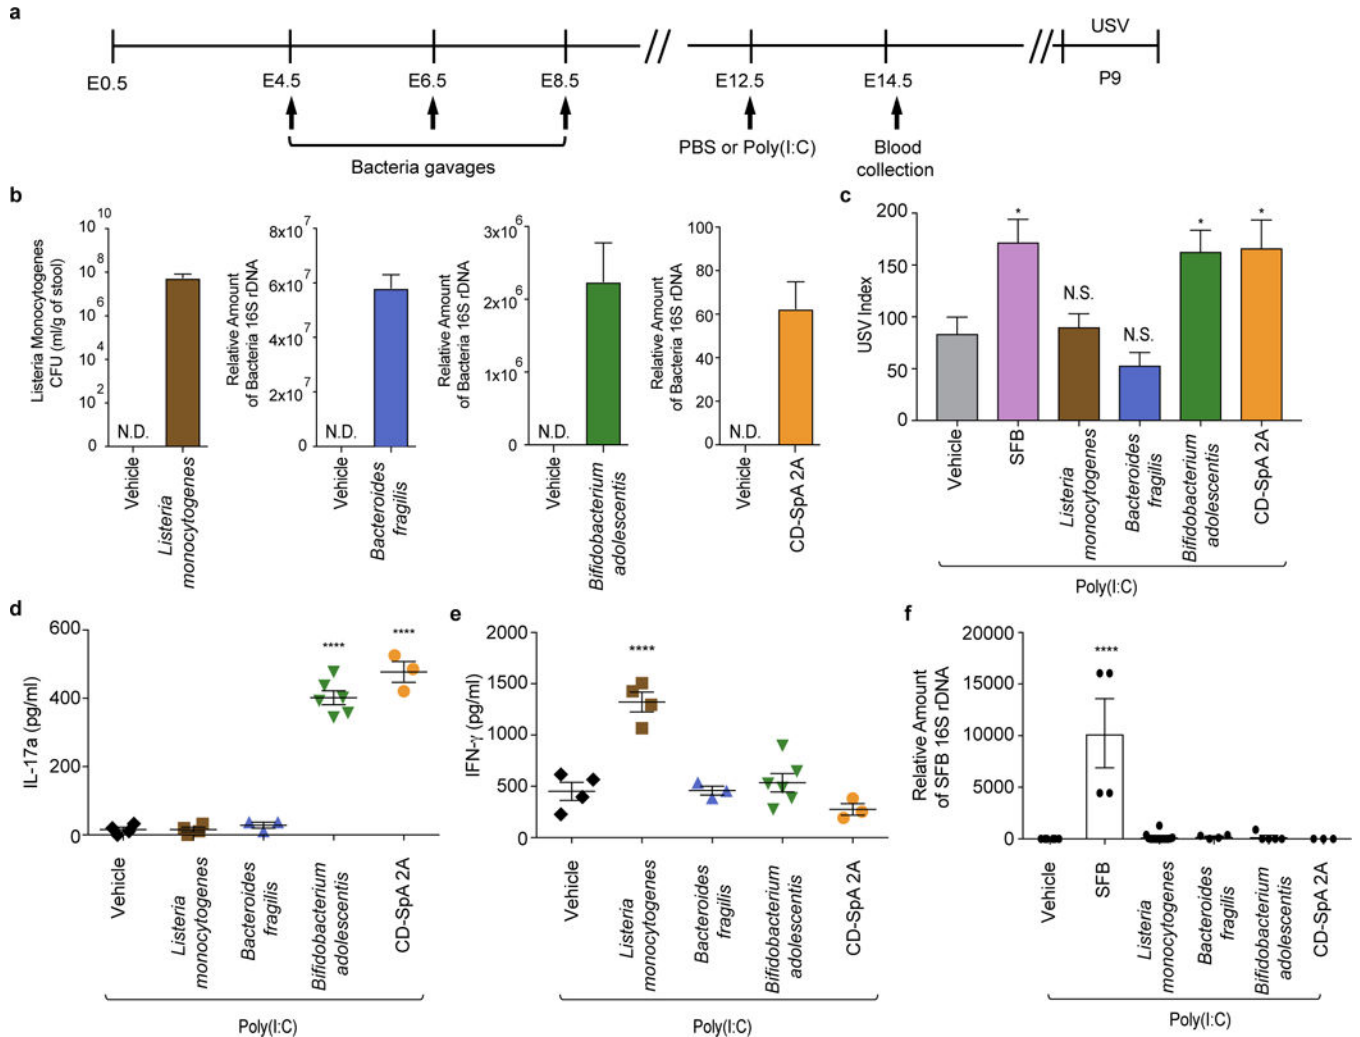 a
USV
E0.5
E4.5
E6.5
E8.5
E12.5
E14.5
P9
Bacteria gavages
PBS or Poly(I:C)
Blood
collection
b
Listeria Monocytogenes
CFU (ml/g of stool)
10^10
10^8
10^6
10^4
10^2
0
N.D.
Vehicle
Listeria
monocytogenes
Relative Amount
of Bacteria 16S rDNA
8x10^7
6x10^7
4x10^7
2x10^7
0
N.D.
Vehicle
Bacteroides
fragilis
Relative Amount
of Bacteria 16S rDNA
3x10^6
2x10^6
1x10^6
0
N.D.
Vehicle
Bifidobacterium
adolescentis
Relative Amount
of Bacteria 16S rDNA
100
80
60
40
20
0
N.D.
Vehicle
CD-SpA 2A
c
USV Index
200
150
100
50
0
*
N.S.
N.S.
*
*
Vehicle
SFB
Listeria
monocytogenes
Bacteroides
fragilis
Bifidobacterium
adolescentis
CD-SpA 2A
Poly(I:C)
d
IL-17a (pg/ml)
600
400
200
0
****
****
Vehicle
Listeria
monocytogenes
Bacteroides
fragilis
Bifidobacterium
adolescentis
CD-SpA 2A
Poly(I:C)
e
IFN-γ (pg/ml)
2000
1500
1000
500
0
****
Vehicle
Listeria
monocytogenes
Bacteroides
fragilis
Bifidobacterium
adolescentis
CD-SpA 2A
Poly(I:C)
f
Relative Amount
of SFB 16S rDNA
20000
15000
10000
5000
0
****
Vehicle
SFB
Listeria
monocytogenes
Bacteroides
fragilis
Bifidobacterium
adolescentis
CD-SpA 2A
Poly(I:C)